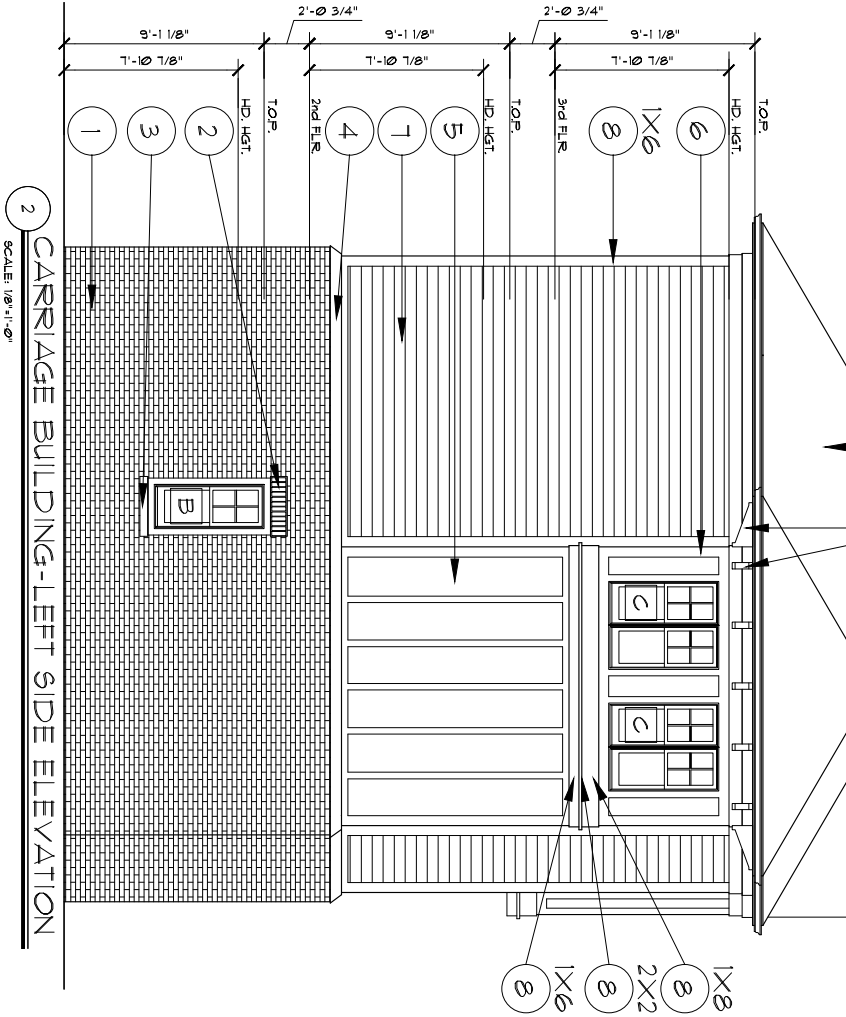 T.O.P.
HD. HGT.
3rd FLR.
T.O.P.
HD. HGT.
2nd FLR.
T.O.P.
HD. HGT.
9'-1 1/8"
7'-10 7/8"
2'-0 3/4"
9'-1 1/8"
7'-10 7/8"
2'-0 3/4"
9'-1 1/8"
7'-10 7/8"
6
1X6
8
5
7
4
2
3
1
C
C
B
1X8
8
2X2
8
1X6
8
2
CARRIAGE BUILDING-LEFT SIDE ELEVATION
SCALE: 1/8"=1'-0"